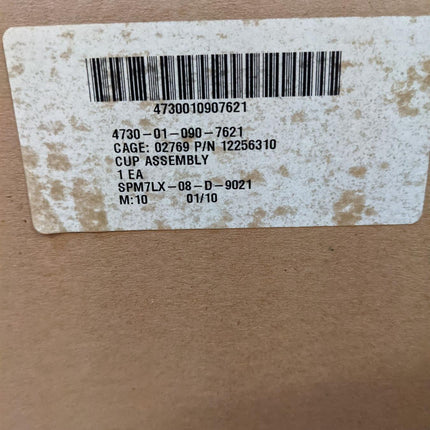 4730010907621
4730-01-090-7621
CAGE: 02769 P/N 12256310
CUP ASSEMBLY
1 EA
SPM7LX-08-D-9021
M:10 01/10